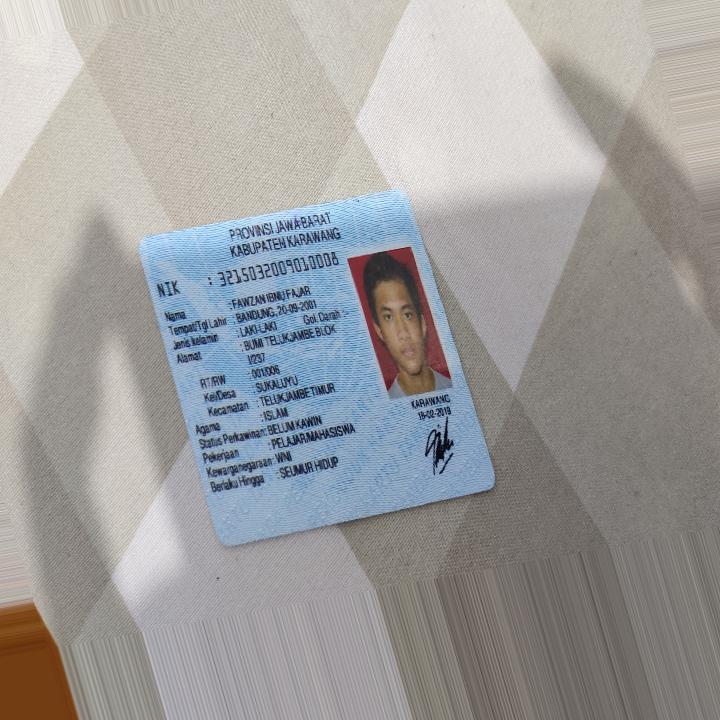 PROVINSI JAWA BARAT
KABUPATEN KARAWANG
NIK : 3215032009010008
Nama : FAWZAN IBNU FAJAR
Tempat/Tgl Lahir : BANDUNG, 20-09-2001
Jenis kelamin : LAKI-LAKI Gol. Darah :-
Alamat : BUMI TELUKJAMBE BLOK
I/237
RT/RW : 001/006
Kel/Desa : SUKALUYU
Kecamatan : TELUKJAMBE TIMUR
Agama : ISLAM
Status Perkawinan: BELUM KAWIN
Pekerjaan : PELAJAR/MAHASISWA
Kewarganegaraan: WNI
Berlaku Hingga : SEUMUR HIDUP
KARAWANG
18-02-2019